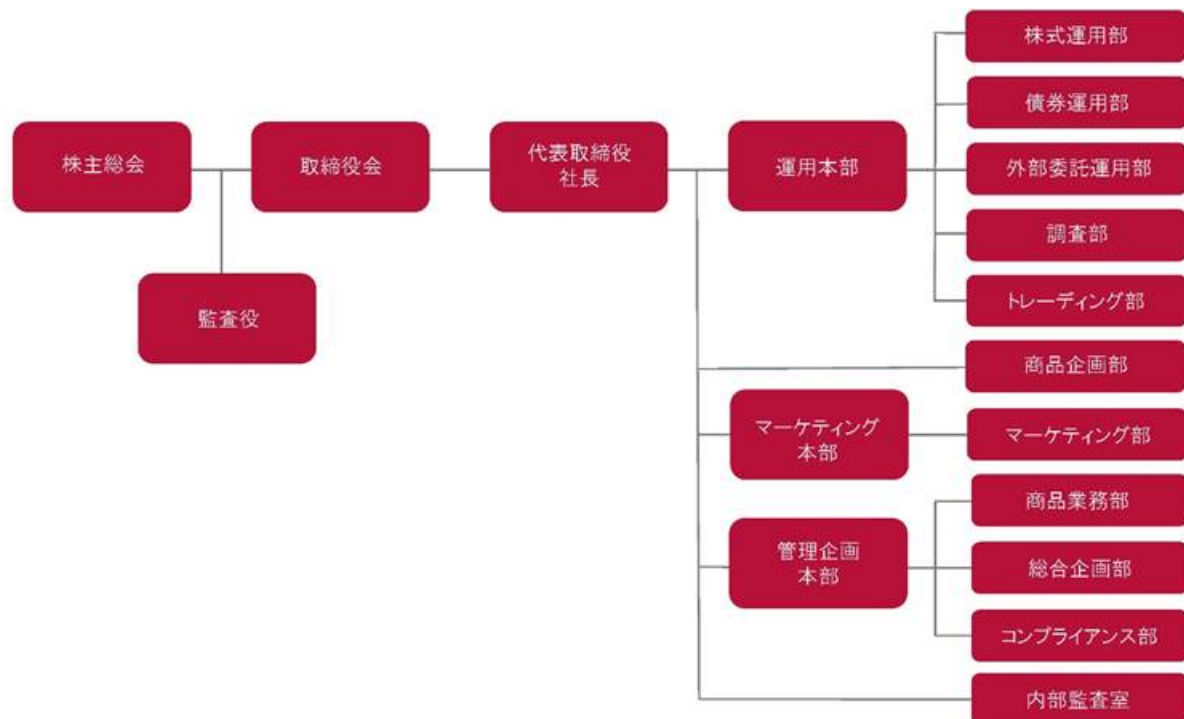 株主総会
取締役会
代表取締役
社長
監査役
運用本部
株式運用部
債券運用部
外部委託運用部
調査部
トレーディング部
商品企画部
マーケティング
本部
マーケティング部
管理企画
本部
商品業務部
総合企画部
コンプライアンス部
内部監査室